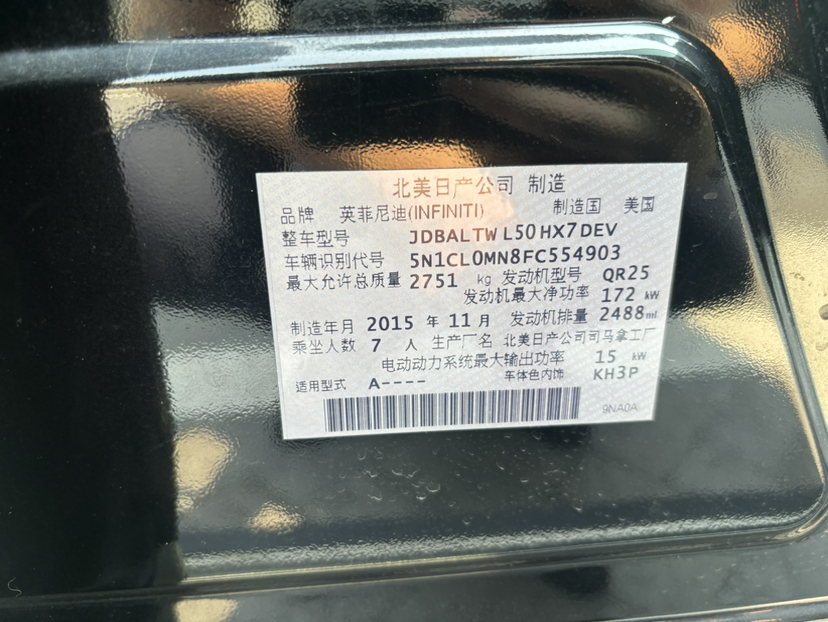 北美日产公司 制造
品牌 英菲尼迪(INFINITI) 制造国 美国
整车型号 JDBALTW L50HX7DEV
车辆识别代号 5N1CL0MN8FC554903
最大允许总质量 2751 kg 发动机型号 QR25
发动机最大净功率 172 kW
制造年月 2015 年 11 月 发动机排量 2488 ml
乘坐人数 7 人 生产厂名 北美日产公司司马拿工厂
电动动力系统最大输出功率 15 kW
适用型式 A---- 车体色内饰 KH3P
9NA0A